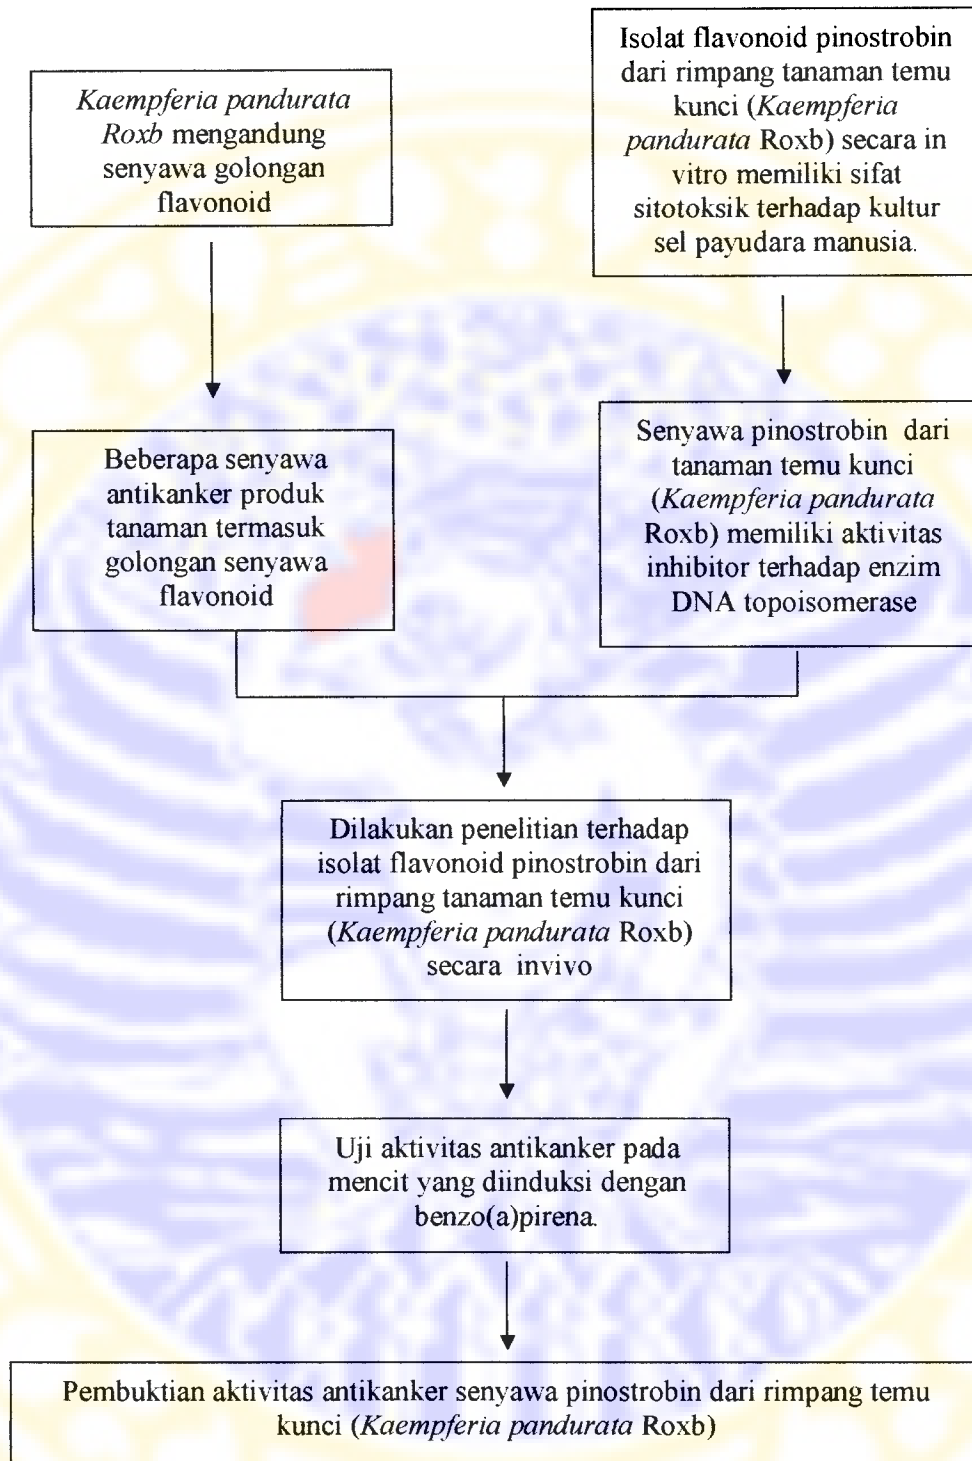 Kaempferia pandurata
Roxb mengandung
senyawa golongan
flavonoid
Isolat flavonoid pinostrobin
dari rimpang tanaman temu
kunci (Kaempferia
pandurata Roxb) secara in
vitro memiliki sifat
sitotoksik terhadap kultur
sel payudara manusia.
Beberapa senyawa
antikanker produk
tanaman termasuk
golongan senyawa
flavonoid
Senyawa pinostrobin dari
tanaman temu kunci
(Kaempferia pandurata
Roxb) memiliki aktivitas
inhibitor terhadap enzim
DNA topoisomerase
Dilakukan penelitian terhadap
isolat flavonoid pinostrobin dari
rimpang tanaman temu kunci
(Kaempferia pandurata Roxb)
secara invivo
Uji aktivitas antikanker pada
mencit yang diinduksi dengan
benzo(a)pirena.
Pembuktian aktivitas antikanker senyawa pinostrobin dari rimpang temu
kunci (Kaempferia pandurata Roxb)